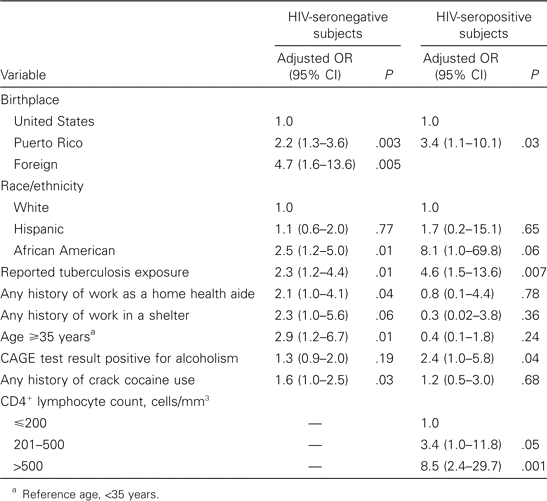 HIV-seronegative subjects HIV-seropositive subjects
Variable Adjusted OR (95% CI) P Adjusted OR (95% CI) P
Birthplace
United States 1.0 1.0
Puerto Rico 2.2 (1.3–3.6) .003 3.4 (1.1–10.1) .03
Foreign 4.7 (1.6–13.6) .005
Race/ethnicity
White 1.0 1.0
Hispanic 1.1 (0.6–2.0) .77 1.7 (0.2–15.1) .65
African American 2.5 (1.2–5.0) .01 8.1 (1.0–69.8) .06
Reported tuberculosis exposure 2.3 (1.2–4.4) .01 4.6 (1.5–13.6) .007
Any history of work as a home health aide 2.1 (1.0–4.1) .04 0.8 (0.1–4.4) .78
Any history of work in a shelter 2.3 (1.0–5.6) .06 0.3 (0.02–3.8) .36
Age ≥35 years^a 2.9 (1.2–6.7) .01 0.4 (0.1–1.8) .24
CAGE test result positive for alcoholism 1.3 (0.9–2.0) .19 2.4 (1.0–5.8) .04
Any history of crack cocaine use 1.6 (1.0–2.5) .03 1.2 (0.5–3.0) .68
CD4+ lymphocyte count, cells/mm³
≤200 — 1.0
201–500 — 3.4 (1.0–11.8) .05
>500 — 8.5 (2.4–29.7) .001
a Reference age, <35 years.